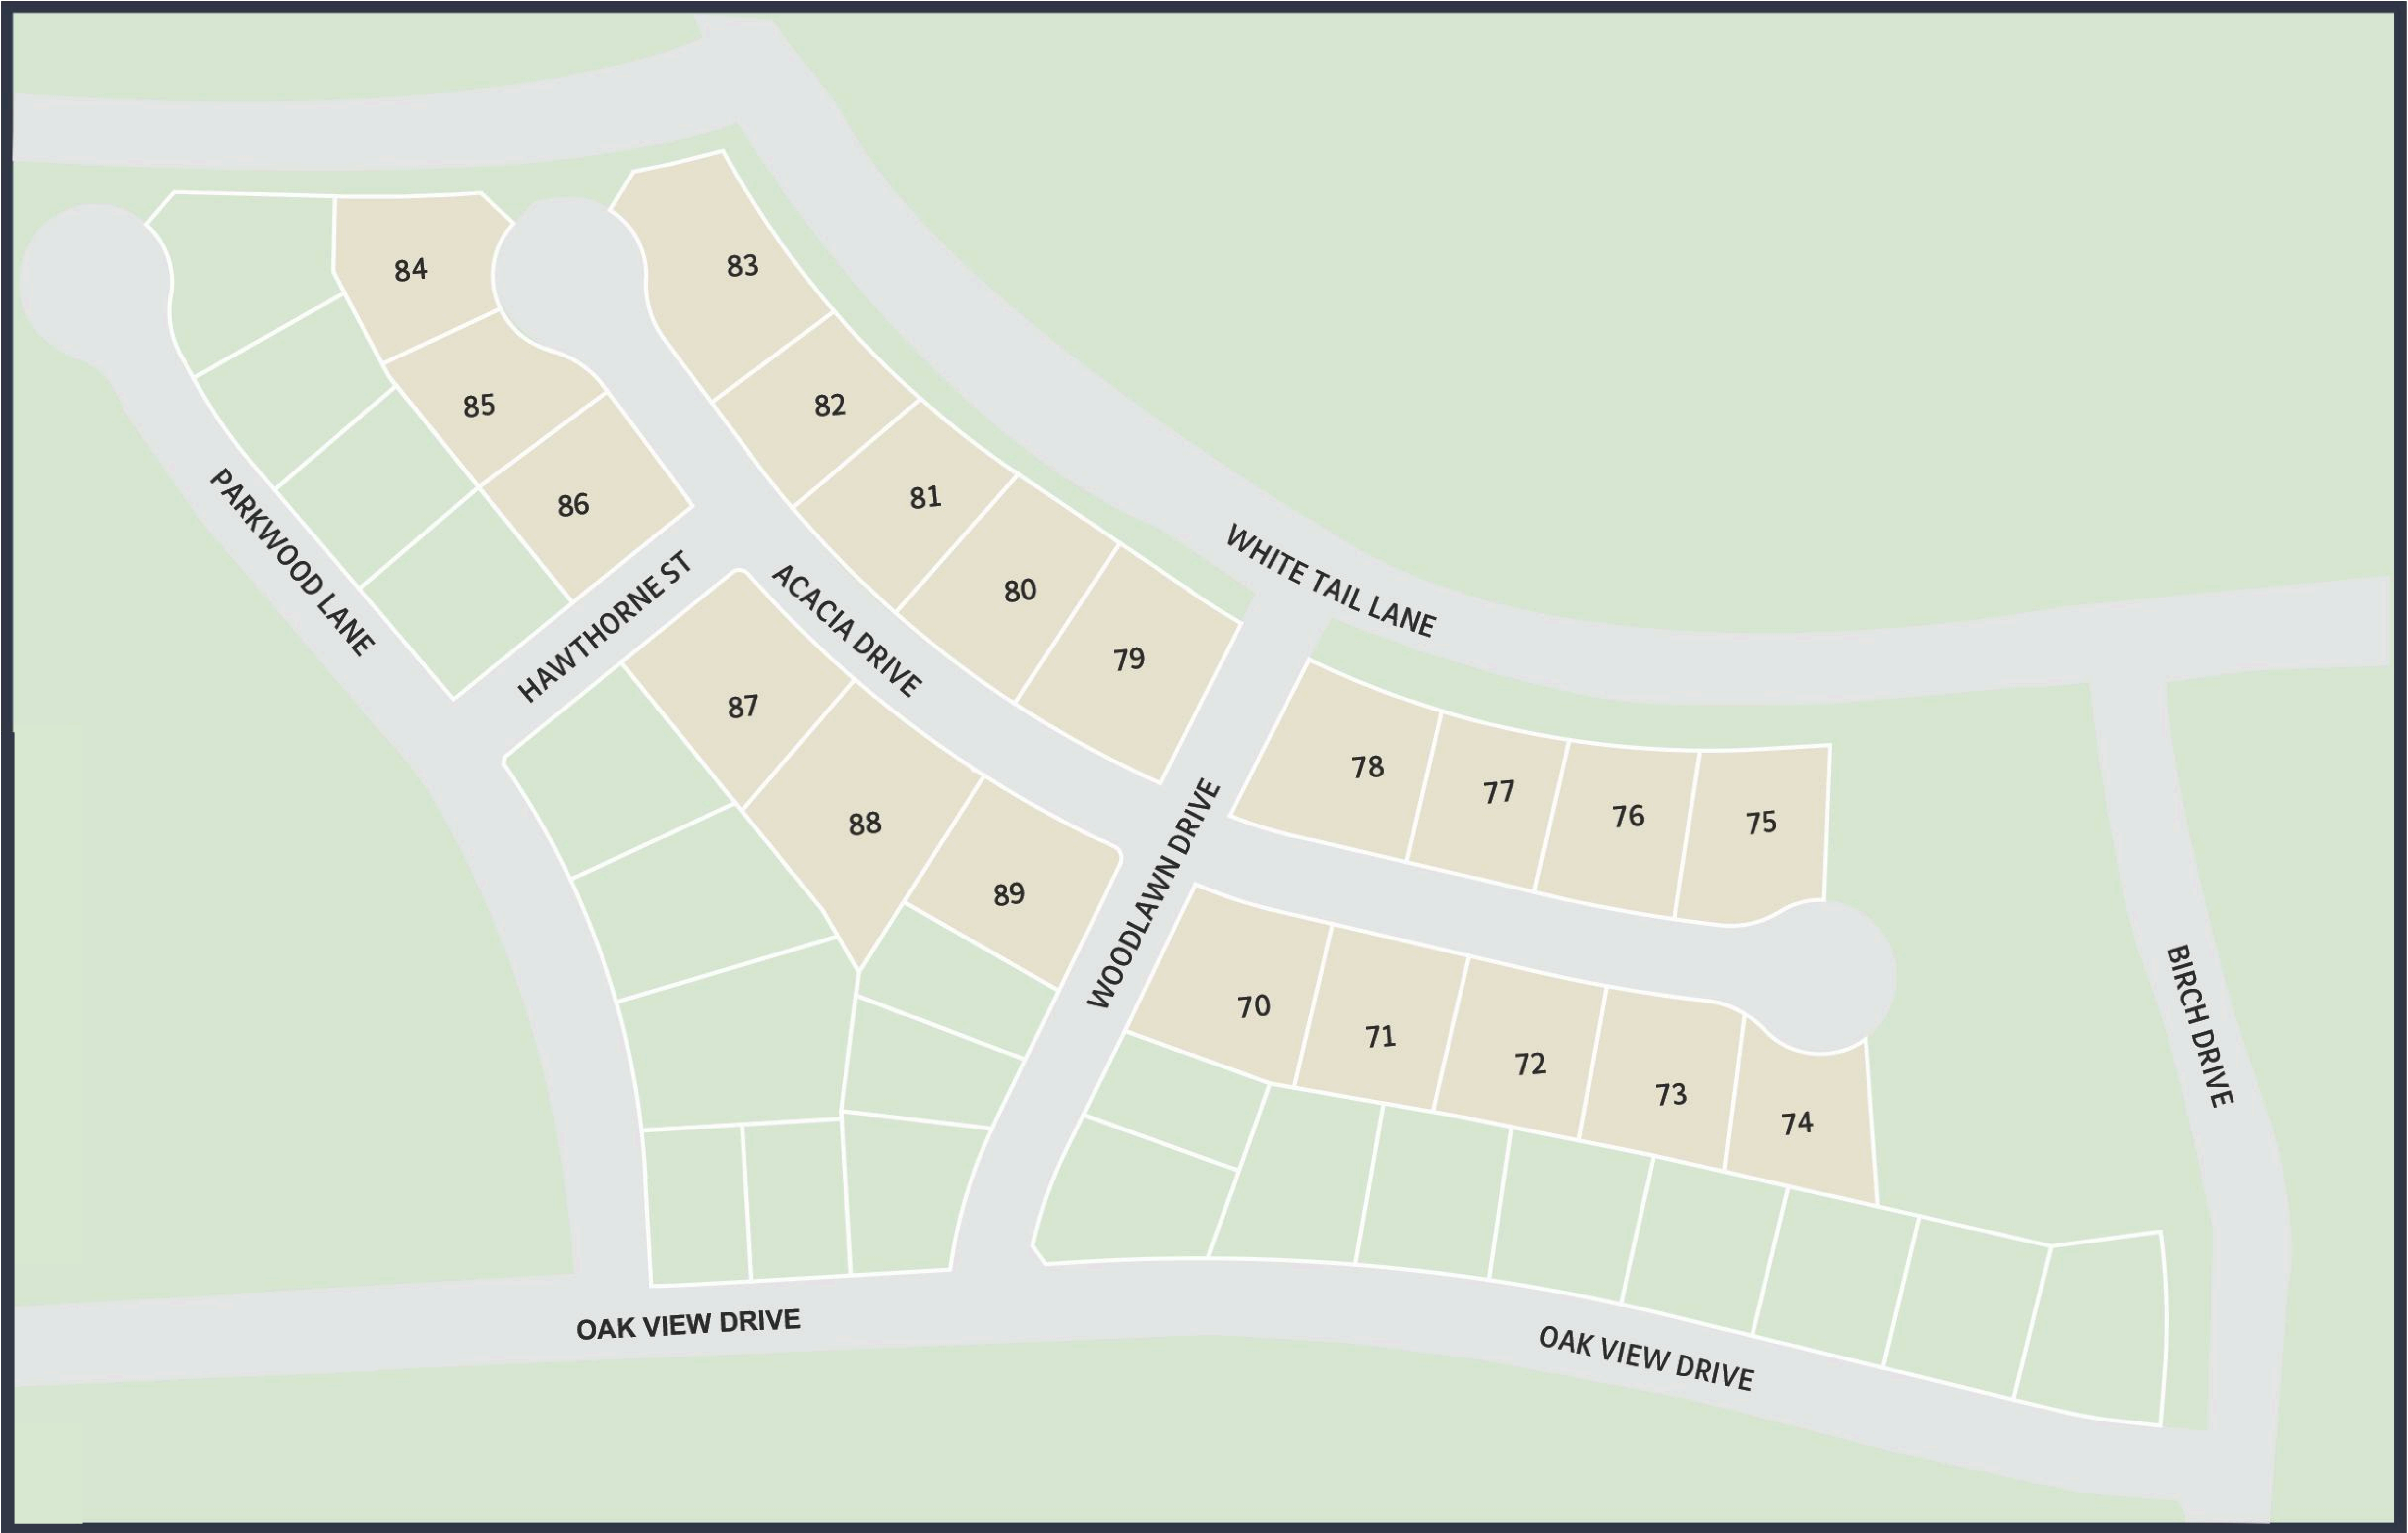 84
83
85
82
86
81
PARKWOOD LANE
HAWTHORNE ST
ACACIA DRIVE
80
79
WHITE TAIL LANE
87
88
89
WOODLAWN DRIVE
78
77
76
75
70
71
72
73
74
BIRCH DRIVE
OAK VIEW DRIVE
OAK VIEW DRIVE